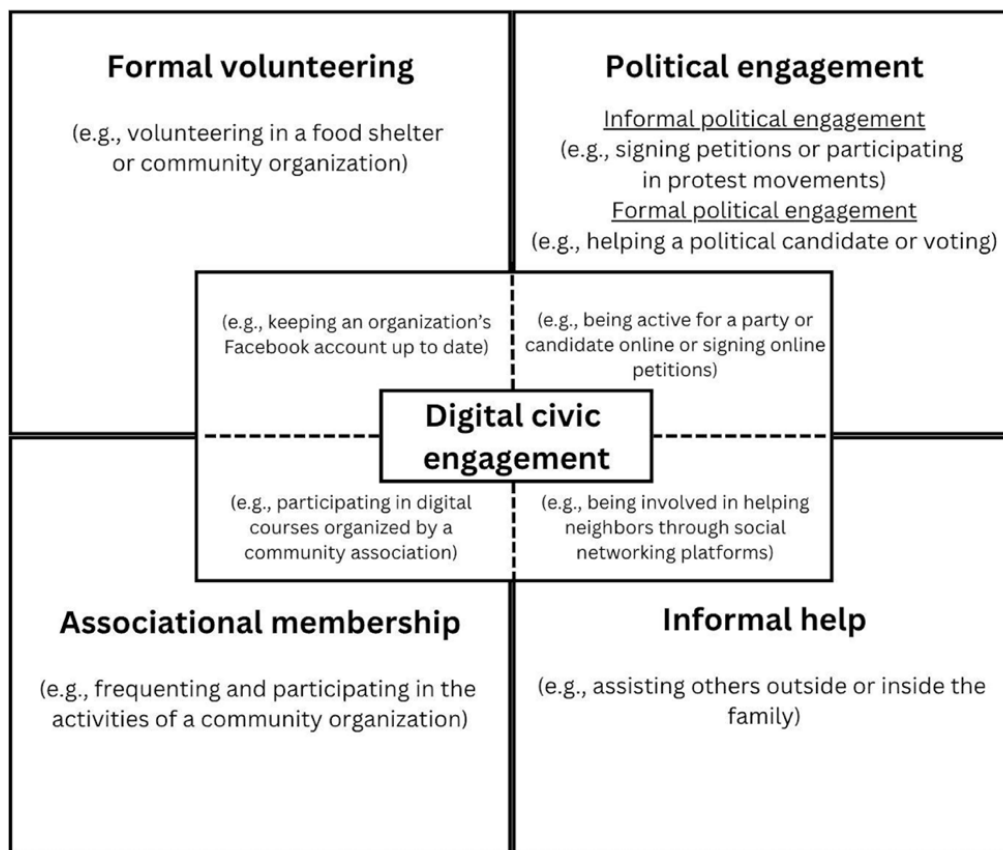 Formal volunteering
(e.g., volunteering in a food shelter
or community organization)
Political engagement
Informal political engagement
(e.g., signing petitions or participating
in protest movements)
Formal political engagement
(e.g., helping a political candidate or voting)
(e.g., keeping an organization's
Facebook account up to date)
(e.g., being active for a party or
candidate online or signing online
petitions)
Digital civic
engagement
(e.g., participating in digital
courses organized by a
community association)
(e.g., being involved in helping
neighbors through social
networking platforms)
Associational membership
(e.g., frequenting and participating in the
activities of a community organization)
Informal help
(e.g., assisting others outside or inside the
family)